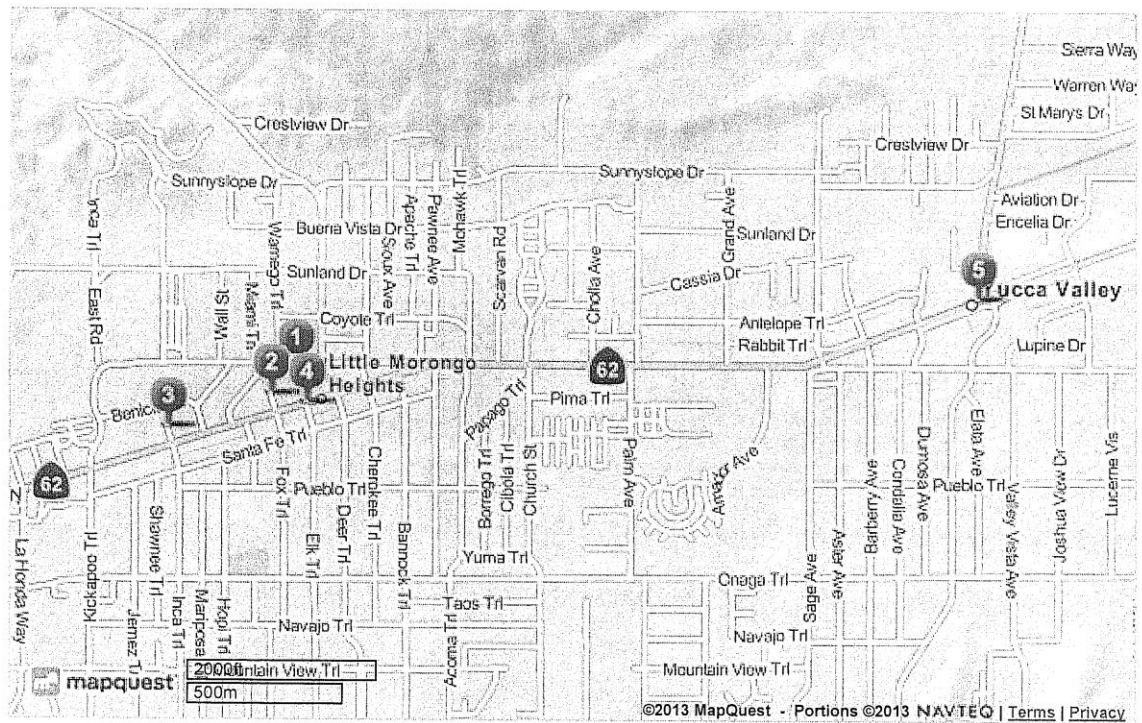 Sierra Way
Warren Way
St Marys Dr
Crestview Dr
Crestview Dr
Sunnyslope Dr
Sunnyslope Dr
Aviation Dr
Encelia Dr
Inca Trl
Wamego Trl
Buena Vista Dr
Sioux Ave
Apache Trl
Pawnee Ave
Mohawk Trl
Scarvan Rd
Cholla Ave
Grand Ave
Sunland Dr
Sunland Dr
Cassia Dr
5
Yucca Valley
East Rd
Wall St
Miami Trl
Coyote Trl
Antelope Trl
Rabbit Trl
Lupine Dr
1
2
4
Little Morongo
Heights
62
3
Pima Trl
Papago Trl
Santa Fe Trl
62
Fox Trl
Pueblo Trl
Cherokee Trl
Deer Trl
Elk Trl
Bannock Trl
Cibola Trl
Church St
Palm Ave
Amador Ave
Barberry Ave
Condalia Ave
Dumosa Ave
Elata Ave
Pueblo Trl
Valley Vista Ave
Joshua View Dr
Lucerne Vis
La Honda Way
Kickapoo Trl
Shawnee Trl
Yuma Trl
Onaga Trl
Sage Ave
Aster Ave
Jemez Trl
Inca Trl
Mariposa
Hopi Trl
Navajo Trl
Taos Trl
Acoma Trl
Navajo Trl
Mountain View Trl
Mountain View Trl
mapquest
2000ft
500m
©2013 MapQuest - Portions ©2013 NAVTEQ | Terms | Privacy